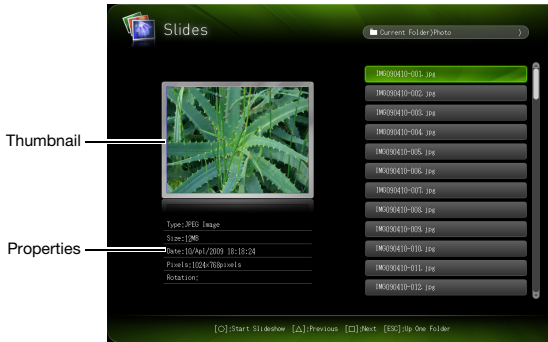 Slides
Current Folder〉Photo 〉
Thumbnail
Properties
Type:JPEG Image
Size:12MB
Date:10/Apl/2009 18:18:24
Pixels:1024×768pixels
Rotation:
IMG090410-001.jpg
IMG090410-002.jpg
IMG090410-003.jpg
IMG090410-004.jpg
IMG090410-005.jpg
IMG090410-006.jpg
IMG090410-007.jpg
IMG090410-008.jpg
IMG090410-009.jpg
IMG090410-010.jpg
IMG090410-011.jpg
IMG090410-012.jpg
[○]:Start Slideshow [△]:Previous [□]:Next [ESC]:Up One Folder